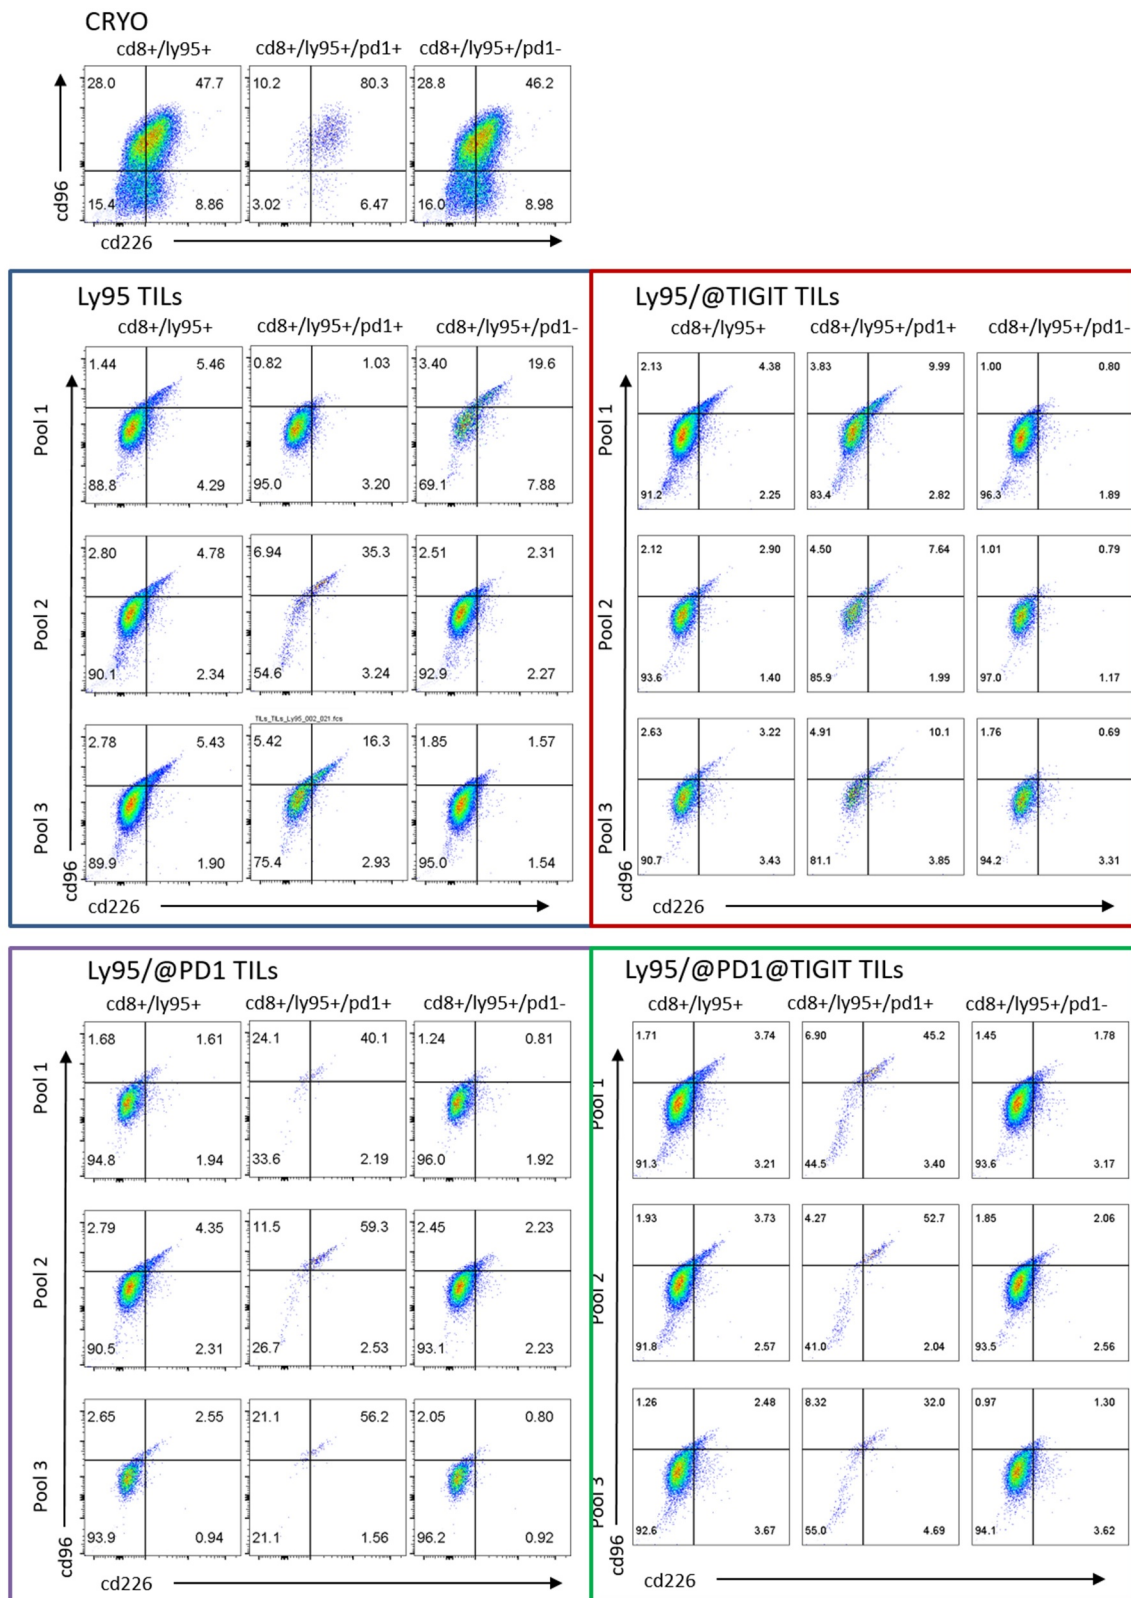 CRYO
cd8+/ly95+ cd8+/ly95+/pd1+ cd8+/ly95+/pd1-
28.0 47.7 10.2 80.3 28.8 46.2
cd96
15.4 8.86 3.02 6.47 16.0 8.98
cd226
Ly95 TILs
cd8+/ly95+ cd8+/ly95+/pd1+ cd8+/ly95+/pd1-
Pool 1
1.44 5.46 0.82 1.03 3.40 19.6
88.8 4.29 95.0 3.20 69.1 7.88
Pool 2
2.80 4.78 6.94 35.3 2.51 2.31
90.1 2.34 54.6 3.24 92.9 2.27
TILs_TILs_Ly95_002_021.fcs
Pool 3
2.78 5.43 5.42 16.3 1.85 1.57
89.9 1.90 75.4 2.93 95.0 1.54
cd96
cd226
Ly95/@TIGIT TILs
cd8+/ly95+ cd8+/ly95+/pd1+ cd8+/ly95+/pd1-
Pool 1
2.13 4.38 3.83 9.99 1.00 0.80
91.2 2.25 83.4 2.82 96.3 1.89
Pool 2
2.12 2.90 4.50 7.64 1.01 0.79
93.6 1.40 85.9 1.99 97.0 1.17
Pool 3
2.63 3.22 4.91 10.1 1.76 0.69
90.7 3.43 81.1 3.85 94.2 3.31
cd96
cd226
Ly95/@PD1 TILs
cd8+/ly95+ cd8+/ly95+/pd1+ cd8+/ly95+/pd1-
Pool 1
1.68 1.61 24.1 40.1 1.24 0.81
94.8 1.94 33.6 2.19 96.0 1.92
Pool 2
2.79 4.35 11.5 59.3 2.45 2.23
90.5 2.31 26.7 2.53 93.1 2.23
Pool 3
2.65 2.55 21.1 56.2 2.05 0.80
93.9 0.94 21.1 1.56 96.2 0.92
cd96
cd226
Ly95/@PD1@TIGIT TILs
cd8+/ly95+ cd8+/ly95+/pd1+ cd8+/ly95+/pd1-
Pool 1
1.71 3.74 6.90 45.2 1.45 1.78
91.3 3.21 44.5 3.40 93.6 3.17
Pool 2
1.93 3.73 4.27 52.7 1.85 2.06
91.8 2.57 41.0 2.04 93.5 2.56
Pool 3
1.26 2.48 8.32 32.0 0.97 1.30
92.6 3.67 55.0 4.69 94.1 3.62
cd96
cd226